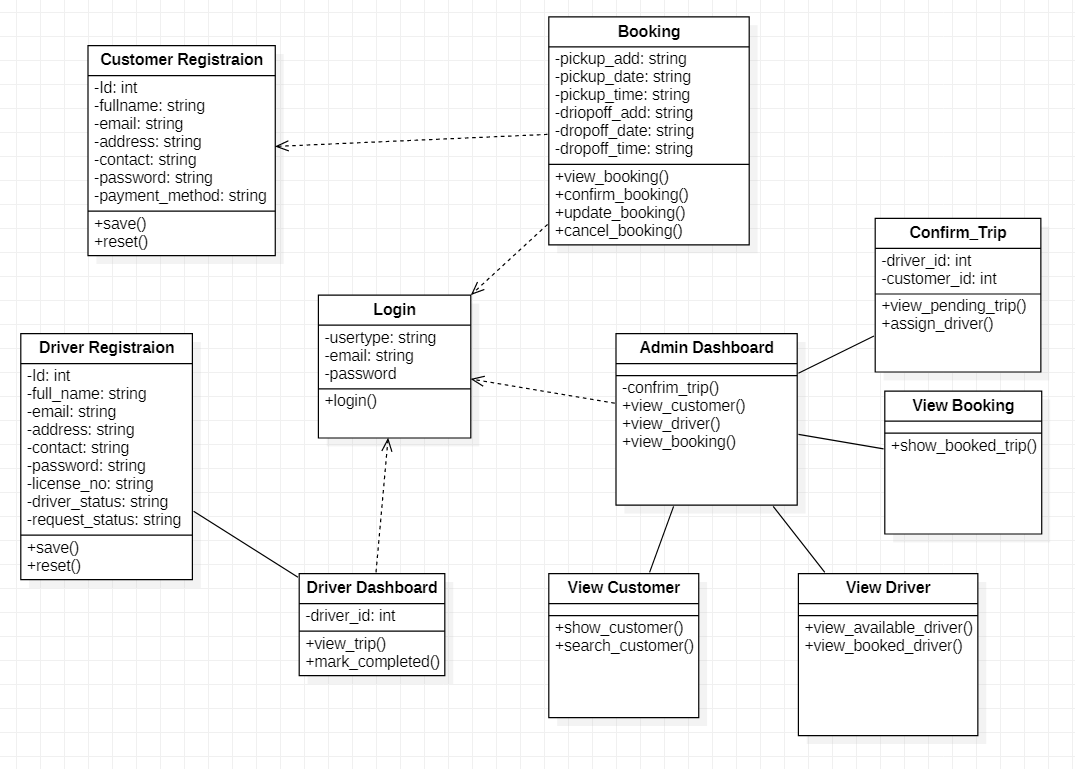 Customer Registraion
-Id: int
-fullname: string
-email: string
-address: string
-contact: string
-password: string
-payment_method: string
+save()
+reset()
Booking
-pickup_add: string
-pickup_date: string
-pickup_time: string
-driopoff_add: string
-dropoff_date: string
-dropoff_time: string
+view_booking()
+confirm_booking()
+update_booking()
+cancel_booking()
Confirm_Trip
-driver_id: int
-customer_id: int
+view_pending_trip()
+assign_driver()
Login
-usertype: string
-email: string
-password
+login()
Driver Registraion
-Id: int
-full_name: string
-email: string
-address: string
-contact: string
-password: string
-license_no: string
-driver_status: string
-request_status: string
+save()
+reset()
Admin Dashboard
-confrim_trip()
+view_customer()
+view_driver()
+view_booking()
View Booking
+show_booked_trip()
Driver Dashboard
-driver_id: int
+view_trip()
+mark_completed()
View Customer
+show_customer()
+search_customer()
View Driver
+view_available_driver()
+view_booked_driver()